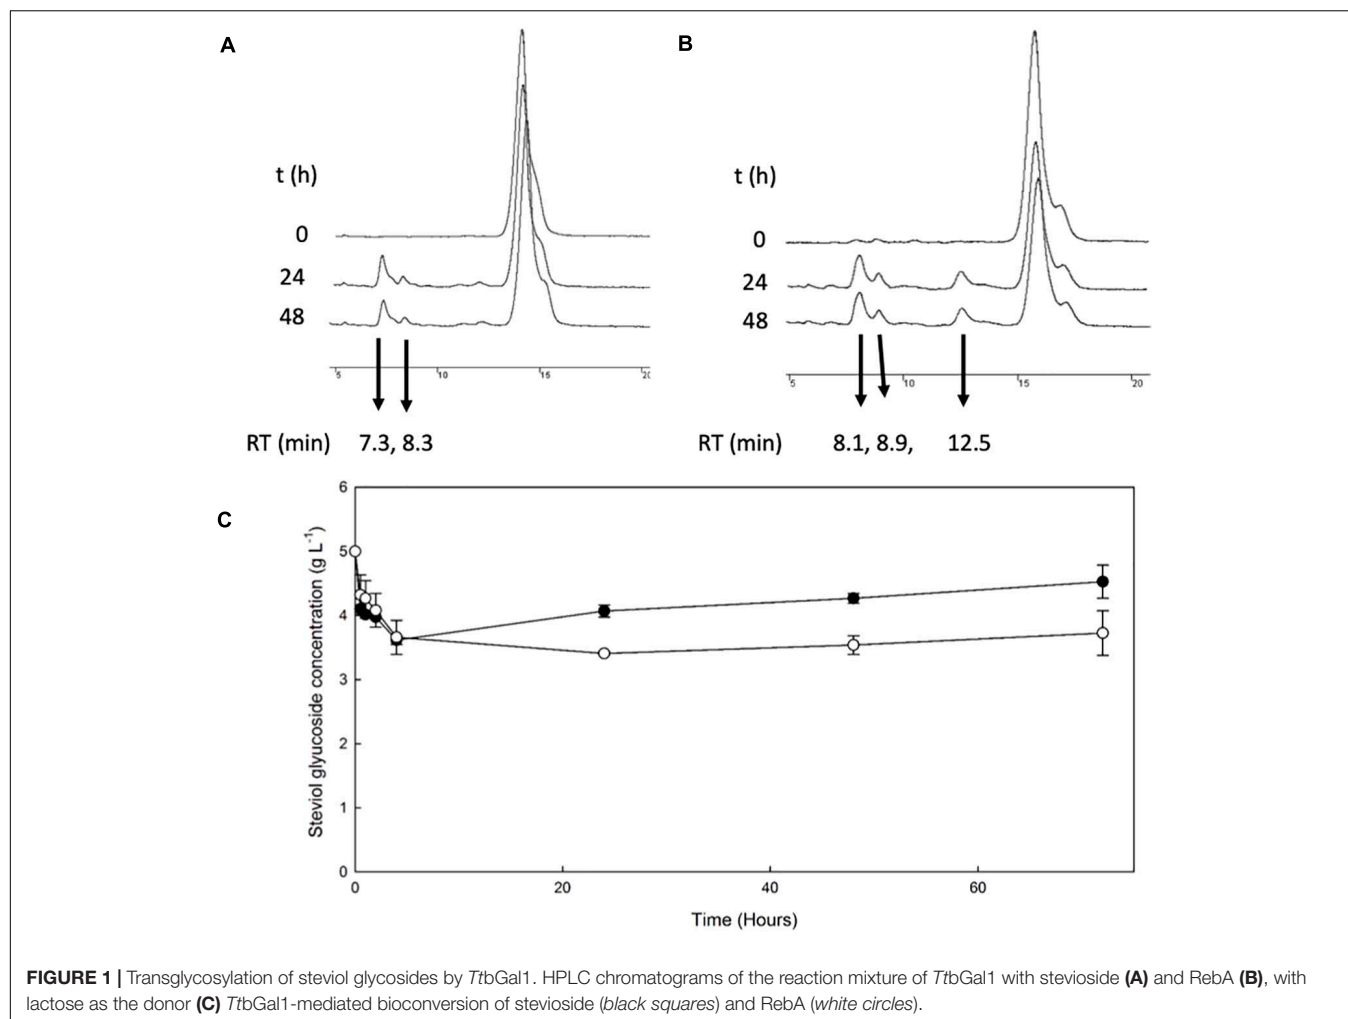 A
B
t (h)
0
24
48
5
10
15
20
RT (min) 7.3, 8.3
t (h)
0
24
48
5
10
15
20
RT (min) 8.1, 8.9, 12.5
C
Steviol glyucoside concentration (g L-1)
6
5
4
3
2
1
0
0 20 40 60
Time (Hours)
FIGURE 1 | Transglycosylation of steviol glycosides by TtbGal1. HPLC chromatograms of the reaction mixture of TtbGal1 with stevioside (A) and RebA (B), with
lactose as the donor (C) TtbGal1-mediated bioconversion of stevioside (black squares) and RebA (white circles).